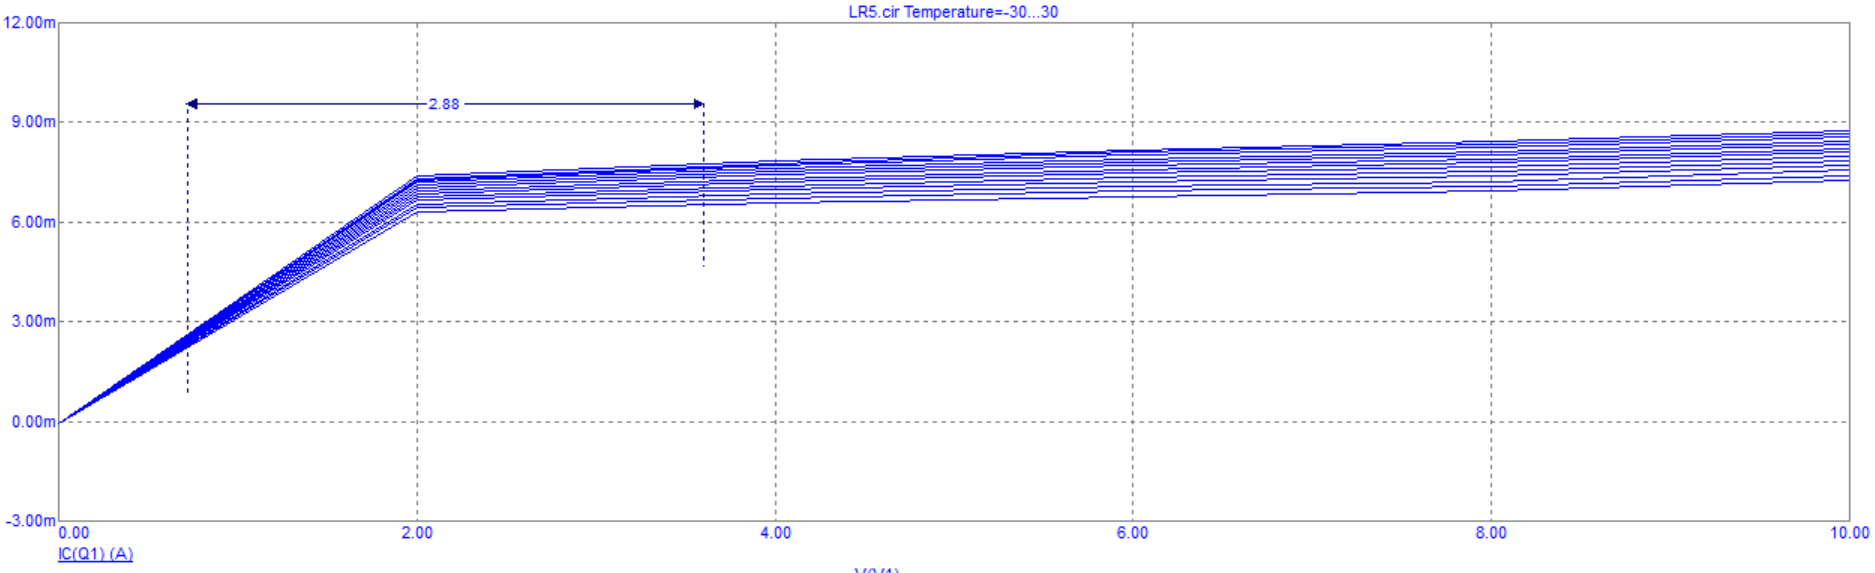 LR5.cir Temperature=-30...30
12.00m
2.88
9.00m
6.00m
3.00m
0.00m
-3.00m
0.00 2.00 4.00 6.00 8.00 10.00
IC(Q1) (A)
V(V1)